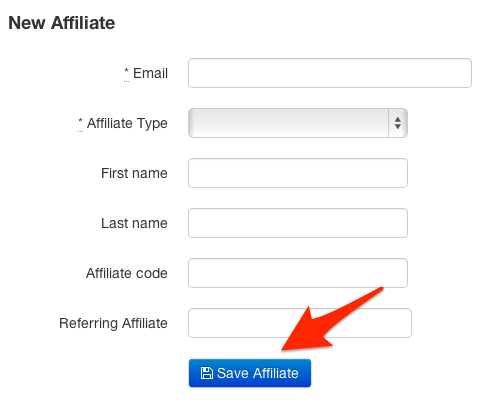 New Affiliate
* Email
* Affiliate Type
First name
Last name
Affiliate code
Referring Affiliate
Save Affiliate